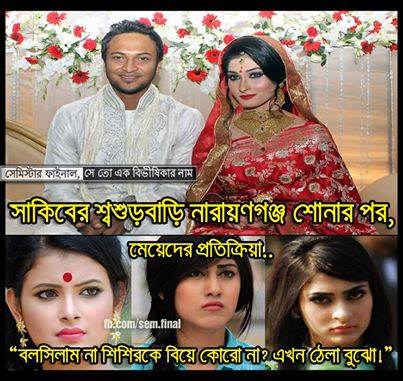 সেমিস্টার ফাইনাল, সে তো এক বিভীষিকার নাম
সাকিবের শ্বশুড়বাড়ি নারায়ণগঞ্জ শোনার পর,
মেয়েদের প্রতিক্রিয়া..
fb.com/sem.final
“বলসিলাম না শিশিরকে বিয়ে কোরো না? এখন ঠেলা বুঝো।”